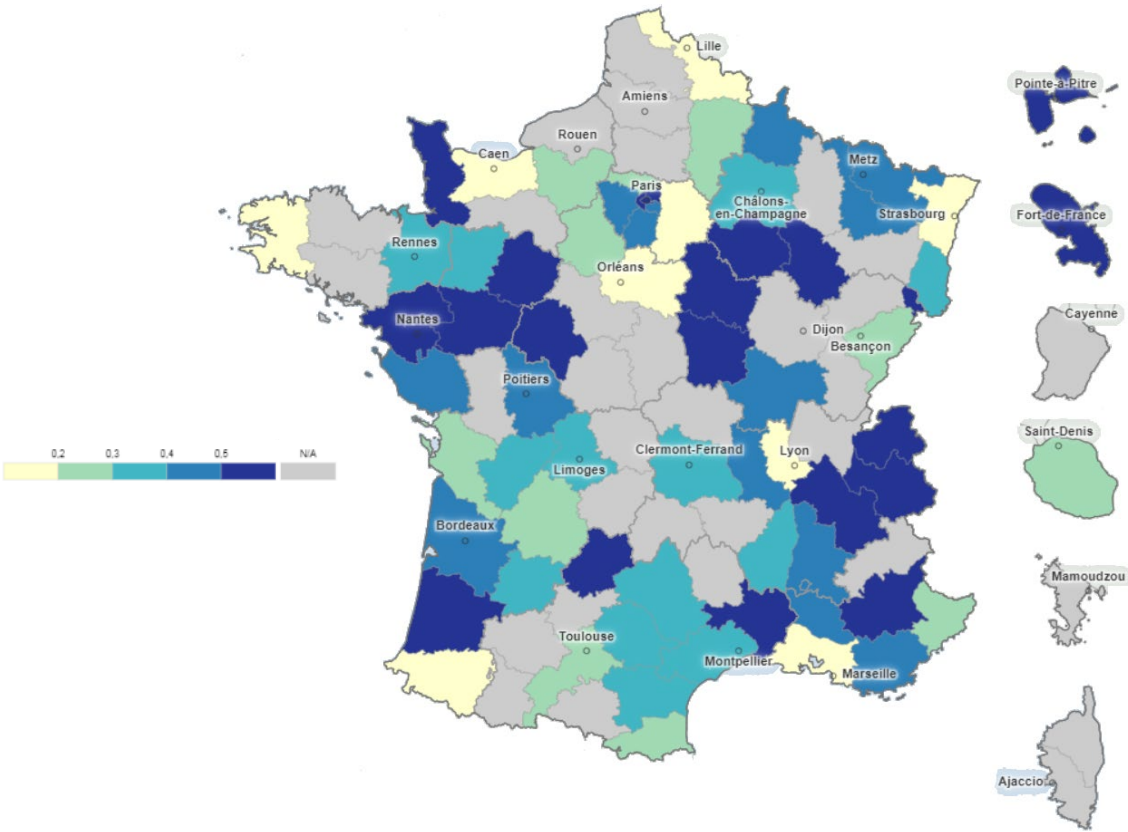 Lille
Pointe-à-Pitre
Amiens
Rouen
Caen
Metz
Paris
Châlons-
en-Champagne
Strasbourg
Fort-de-France
Rennes
Orléans
Nantes
Dijon
Besançon
Cayenne
Poitiers
Saint-Denis
Clermont-Ferrand
Lyon
0,2 0,3 0,4 0,5 N/A
Limoges
Bordeaux
Mamoudzou
Toulouse
Montpellier
Marseille
Ajaccio